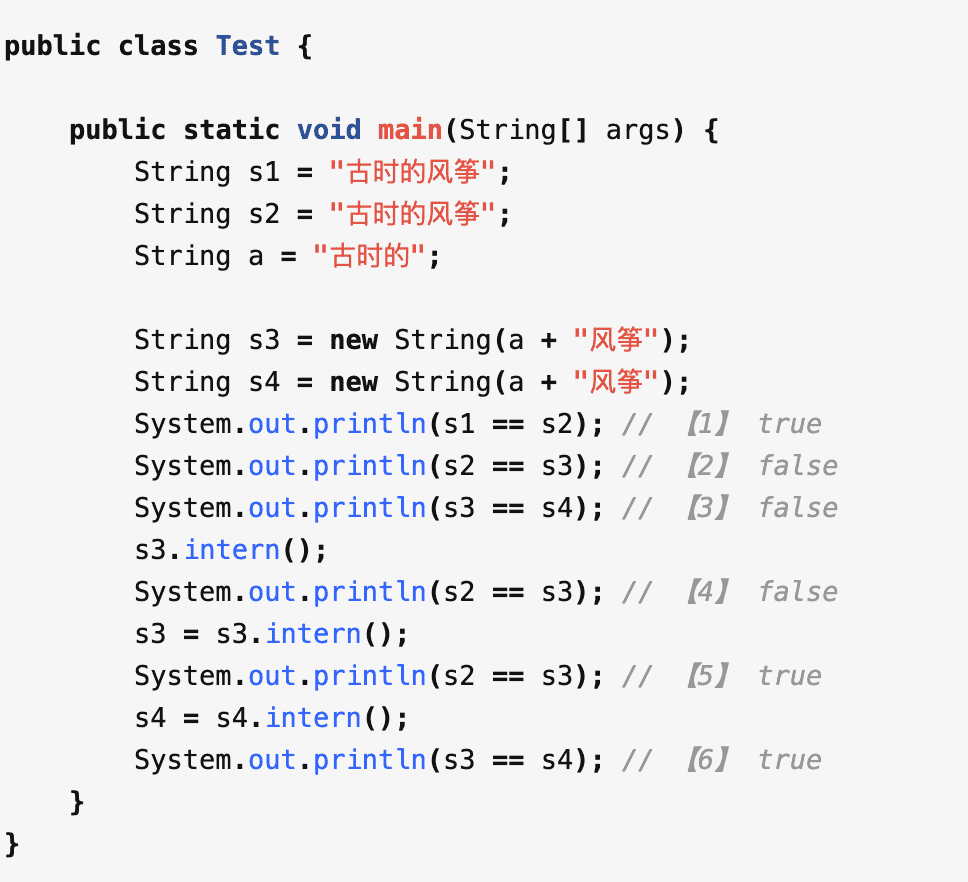 public class Test {
    public static void main(String[] args) {
        String s1 = "古时的风筝";
        String s2 = "古时的风筝";
        String a = "古时的";
        String s3 = new String(a + "风筝");
        String s4 = new String(a + "风筝");
        System.out.println(s1 == s2); // 【1】 true
        System.out.println(s2 == s3); // 【2】 false
        System.out.println(s3 == s4); // 【3】 false
        s3.intern();
        System.out.println(s2 == s3); // 【4】 false
        s3 = s3.intern();
        System.out.println(s2 == s3); // 【5】 true
        s4 = s4.intern();
        System.out.println(s3 == s4); // 【6】 true
    }
}